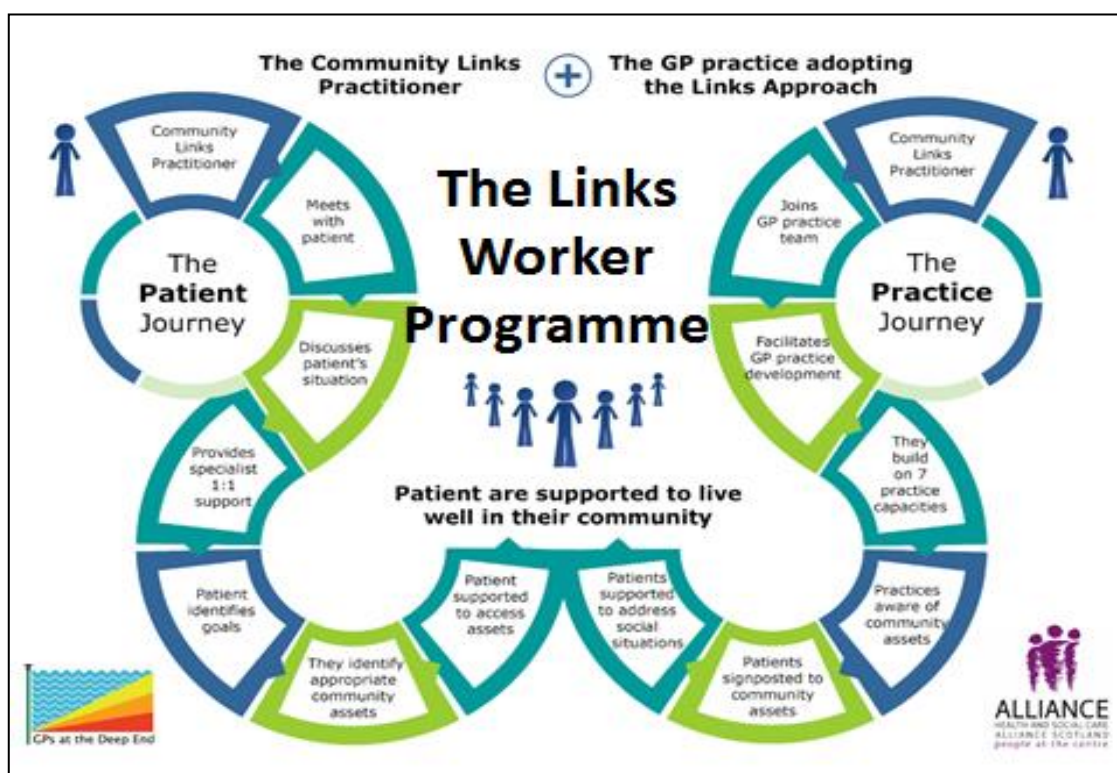 The Community Links
Practitioner
The GP practice adopting
the Links Approach
The Links
Worker
Programme
The
Patient
Journey
Community
Links
Practitioner
Meets
with
patient
Discusses
patient's
situation
Provides
specialist
1:1
support
Patient
identifies
goals
They identify
appropriate
community
assets
Patient
supported
to access
assets
The
Practice
Journey
Community
Links
Practitioner
Joins
GP practice
team
Facilitates
GP practice
development
They
build
on 7
practice
capacities
Practices
aware of
community
assets
Patients
signposted to
community
assets
Patients
supported
to address
social
situations
Patient are supported to live
well in their community
GPs at the Deep End
ALLIANCE
HEALTH AND SOCIAL CARE
ALLIANCE SCOTLAND
people at the centre